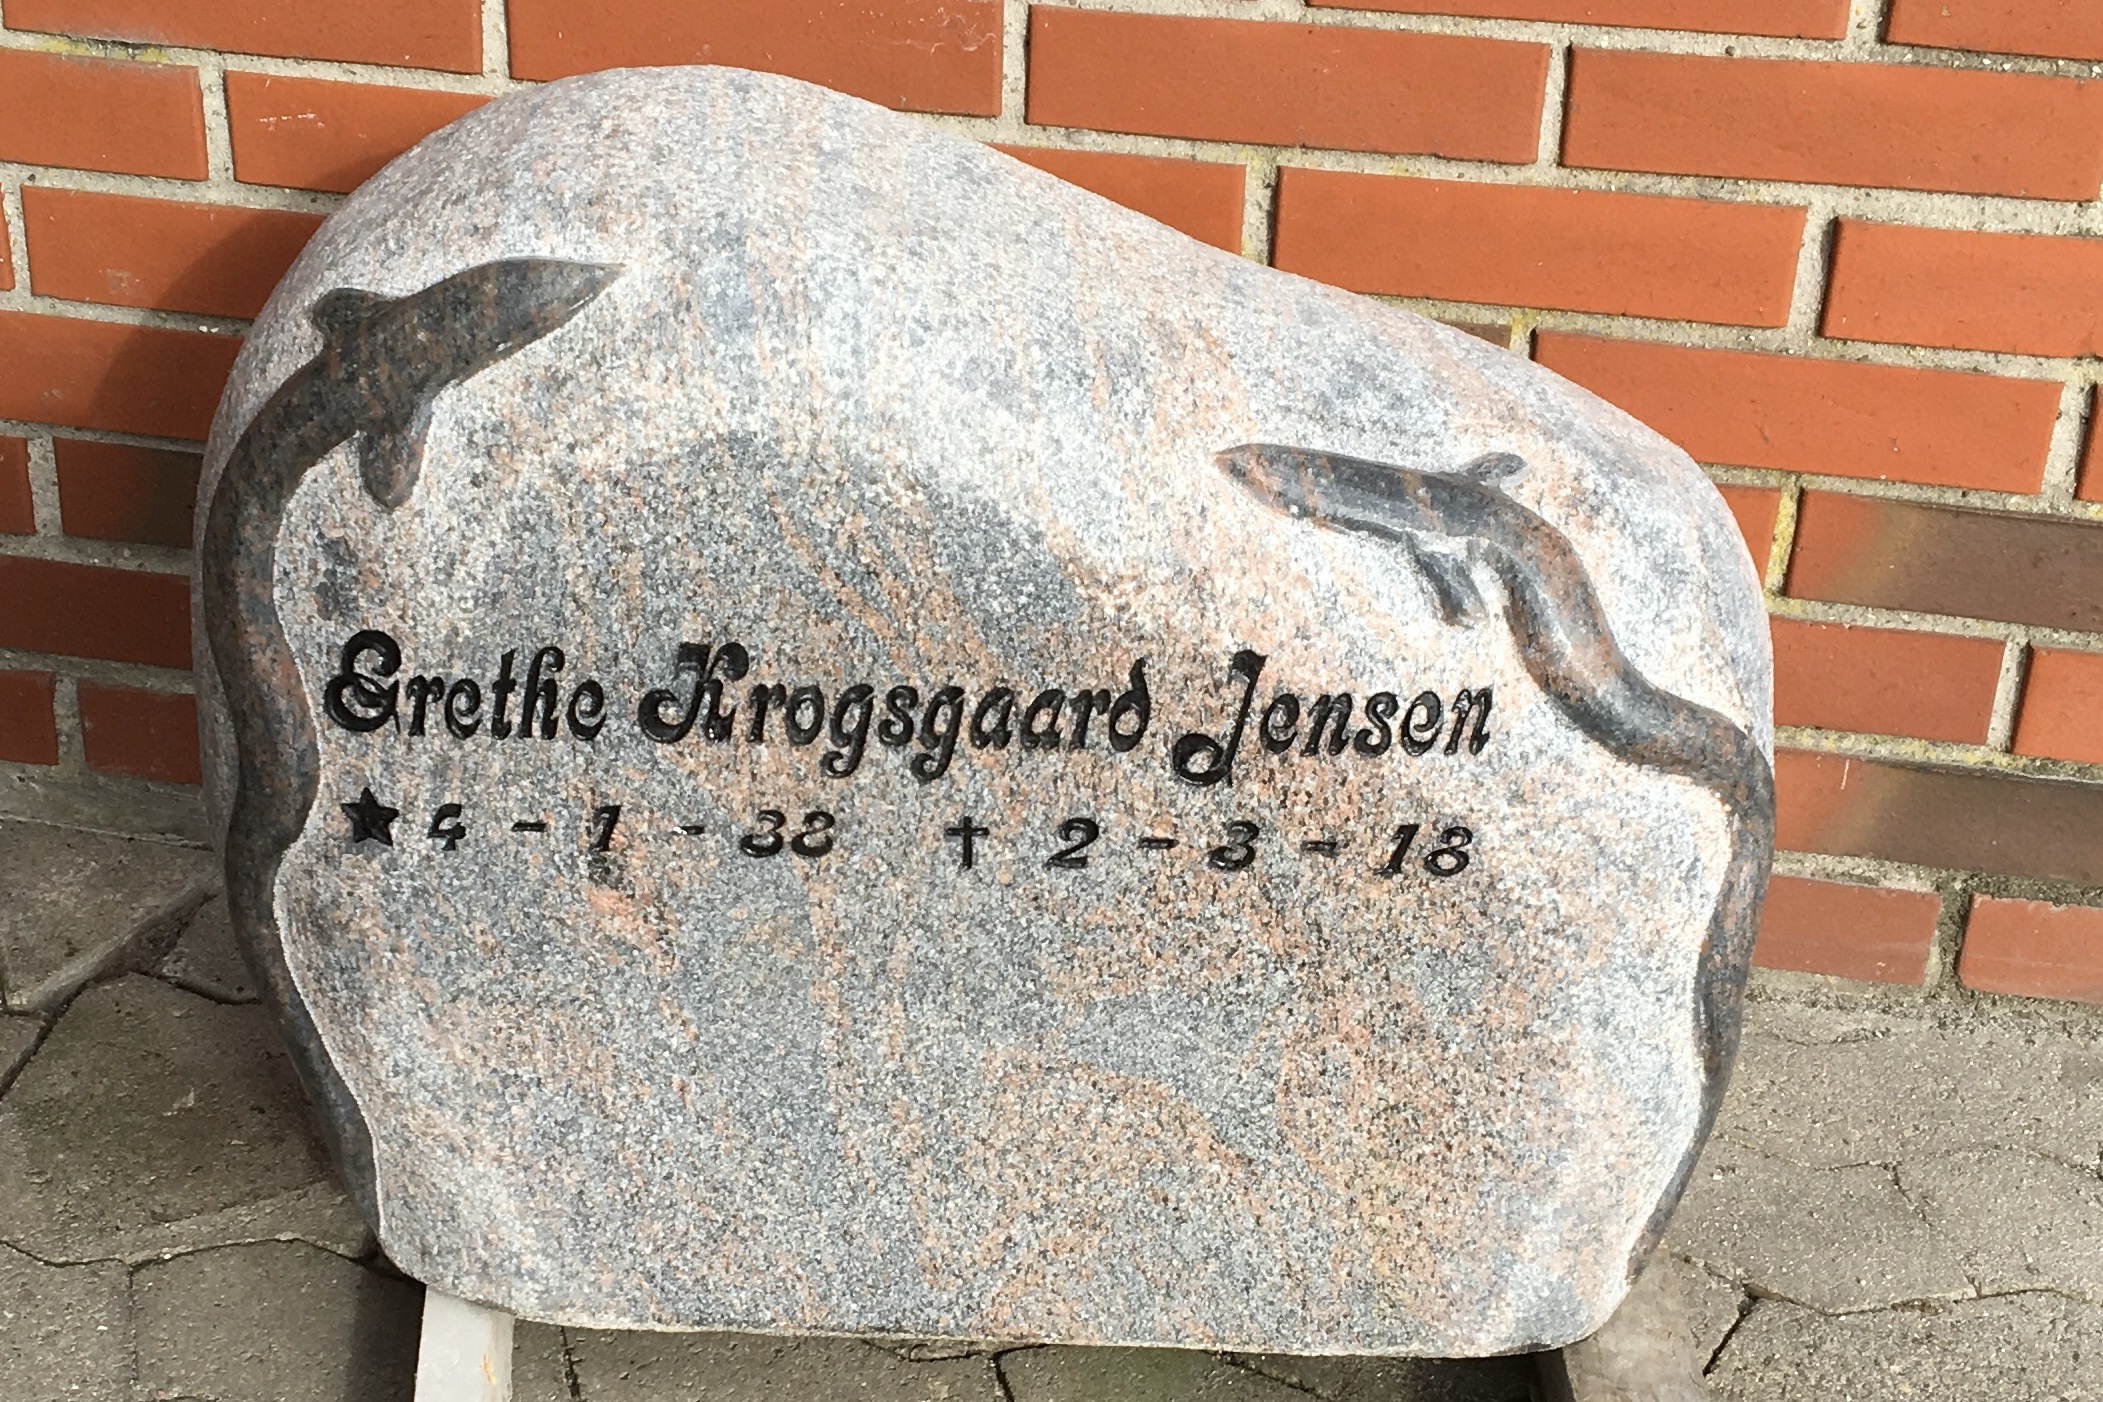 Grethe Krogsgaard Jensen
★ 4 - 1 - 38 † 2 - 3 - 18